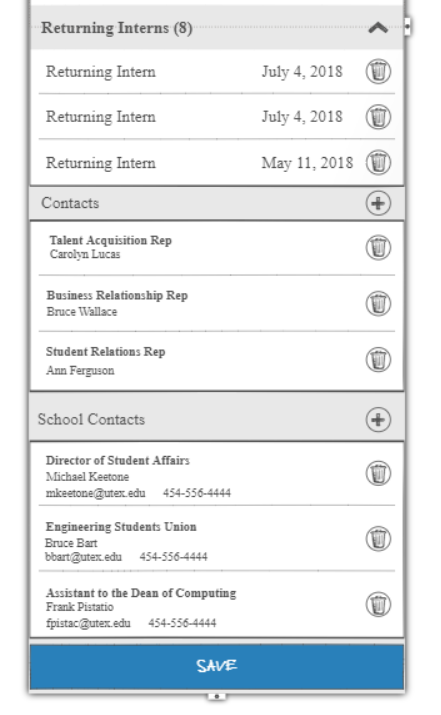 Returning Interns (8)
Returning Intern July 4, 2018
Returning Intern July 4, 2018
Returning Intern May 11, 2018
Contacts
Talent Acquisition Rep
Carolyn Lucas
Business Relationship Rep
Bruce Wallace
Student Relations Rep
Ann Ferguson
School Contacts
Director of Student Affairs
Michael Keetone
mkeetone@utex.edu 454-556-4444
Engineering Students Union
Bruce Bart
bbart@utex.edu 454-556-4444
Assistant to the Dean of Computing
Frank Pistatio
fpistac@utex.edu 454-556-4444
SAVE